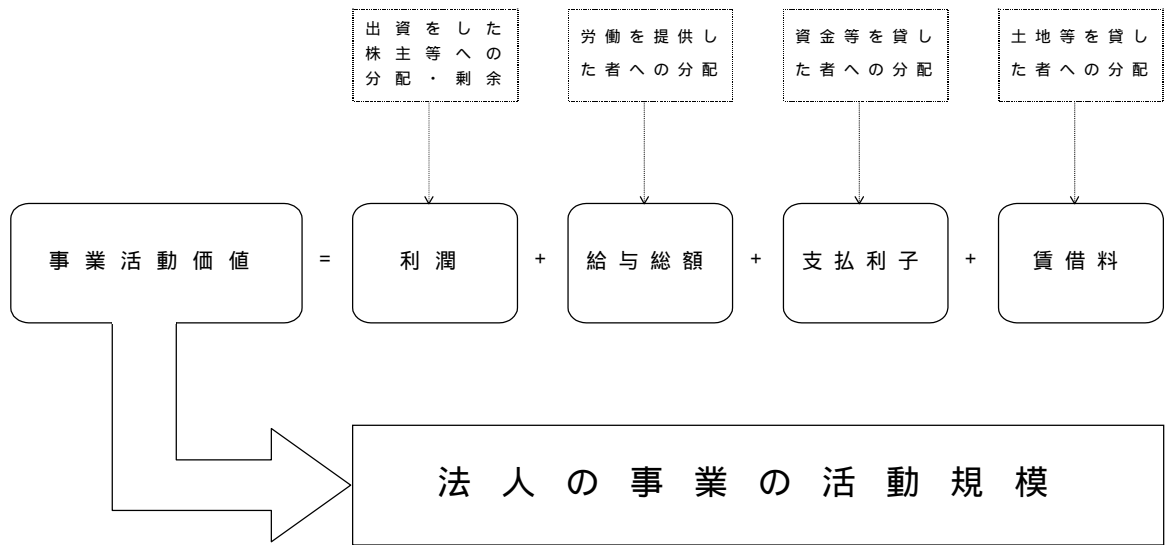 出資をした
株主等への
分配・剰余
労働を提供し
た者への分配
資金等を貸し
た者への分配
土地等を貸し
た者への分配
事業活動価値 = 利潤 + 給与総額 + 支払利子 + 賃借料
法人の事業の活動規模